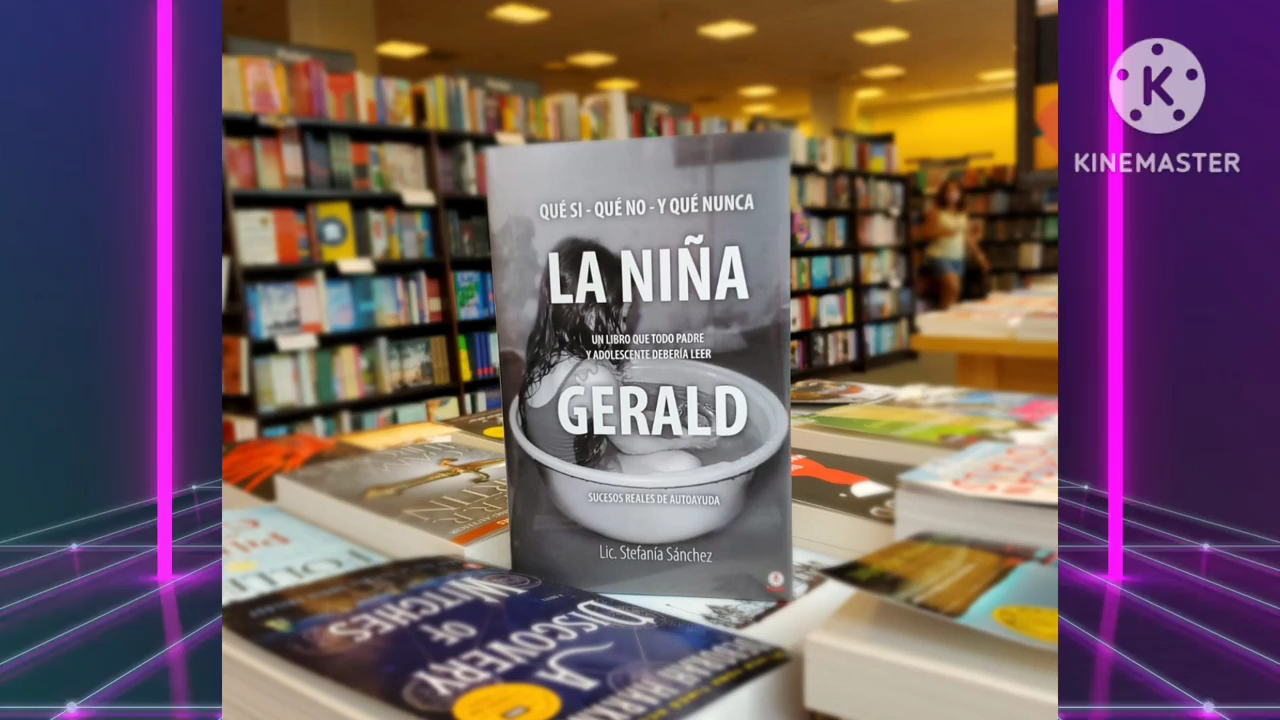 K
KINEMASTER
QUÉ SI - QUÉ NO - Y QUÉ NUNCA
LA NIÑA
UN LIBRO QUE TODO PADRE
Y ADOLESCENTE DEBERÍA LEER
GERALD
SUCESOS REALES DE AUTOAYUDA
Lic. Stefanía Sánchez
A
DISCOVERY
OF
WITCHES